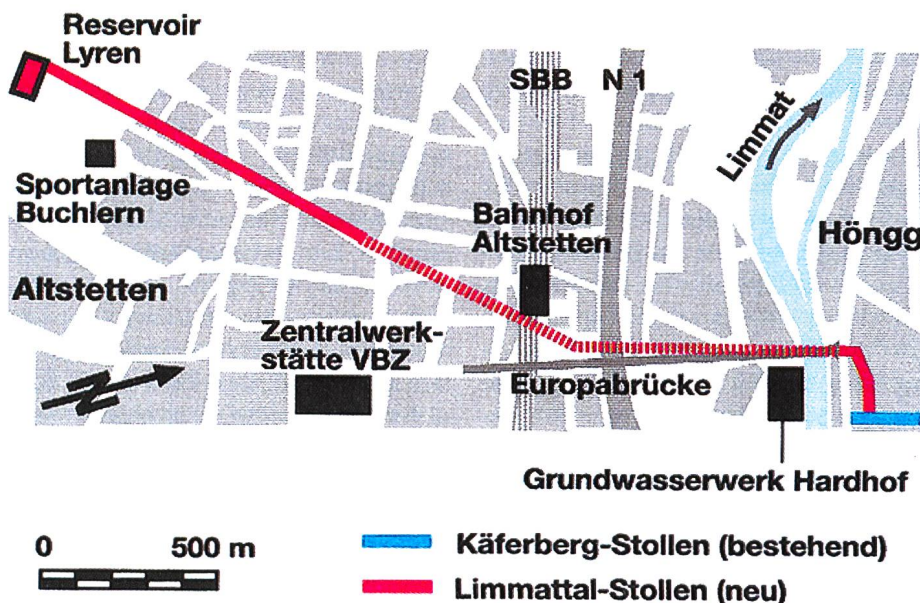 Reservoir
Lyren
SBB
N 1
Limmat
Sportanlage
Buchlern
Bahnhof
Altstetten
Höngg
Altstetten
Zentralwerk-
stätte VBZ
Europabrücke
N
Grundwasserwerk Hardhof
0
500 m
Käferberg-Stollen (bestehend)
Limmattal-Stollen (neu)